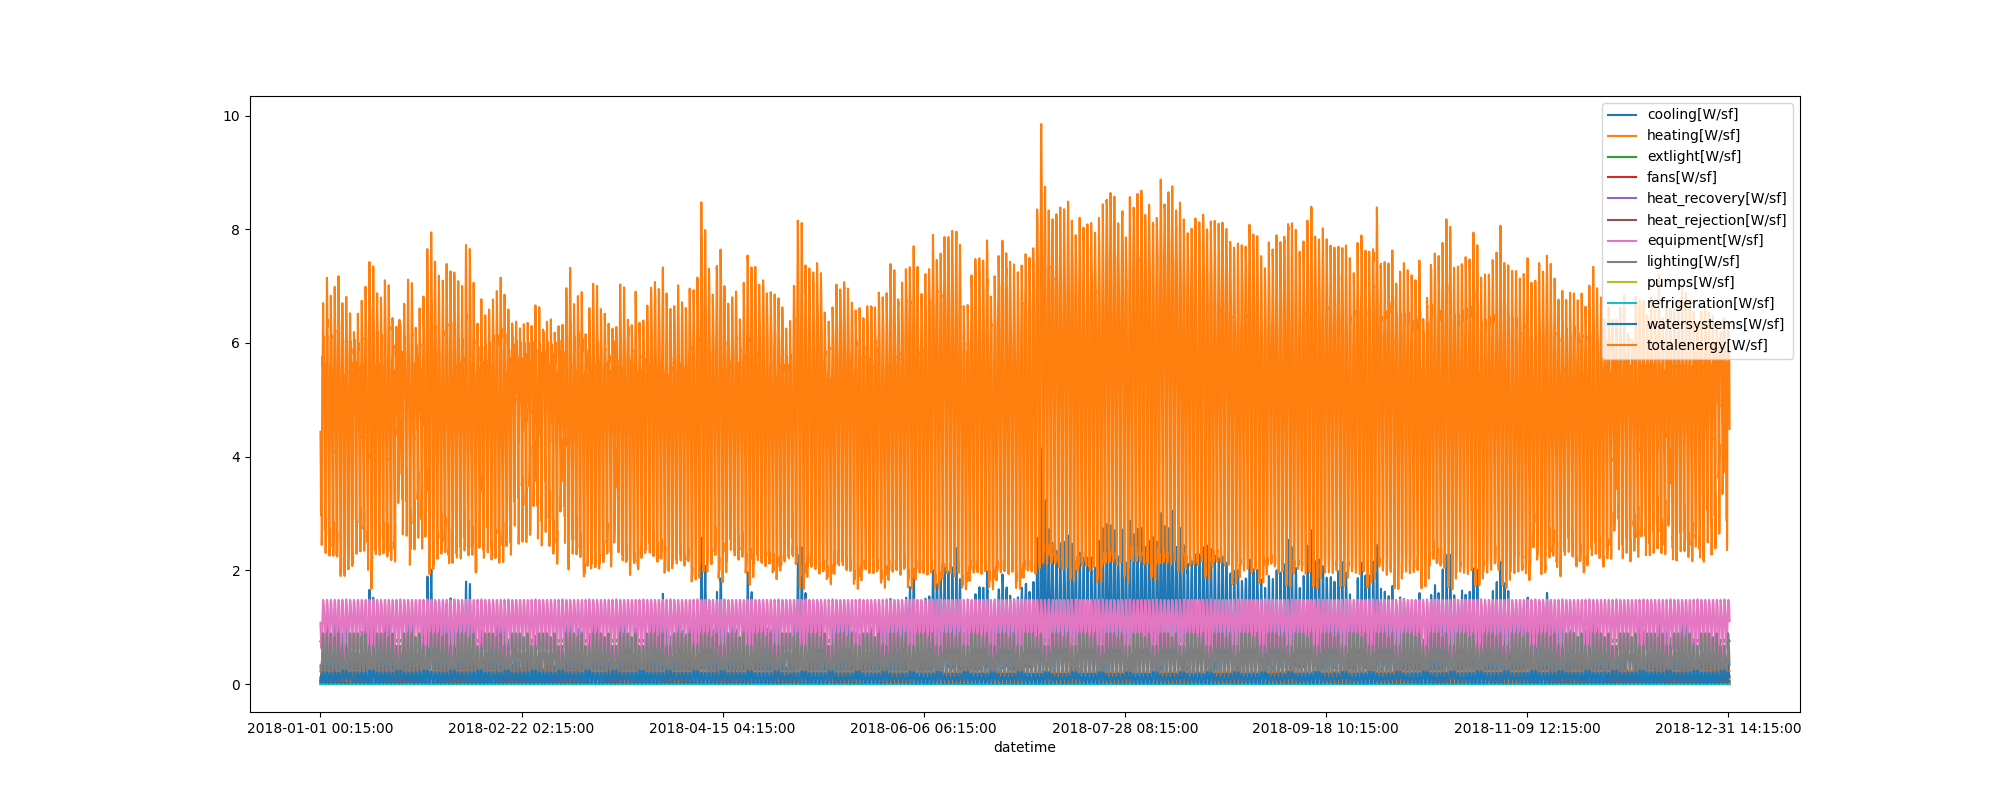 10
8
6
4
2
0
cooling[W/sf]
heating[W/sf]
extlight[W/sf]
fans[W/sf]
heat_recovery[W/sf]
heat_rejection[W/sf]
equipment[W/sf]
lighting[W/sf]
pumps[W/sf]
refrigeration[W/sf]
watersystems[W/sf]
totalenergy[W/sf]
2018-01-01 00:15:00
2018-02-22 02:15:00
2018-04-15 04:15:00
2018-06-06 06:15:00
2018-07-28 08:15:00
2018-09-18 10:15:00
2018-11-09 12:15:00
2018-12-31 14:15:00
datetime